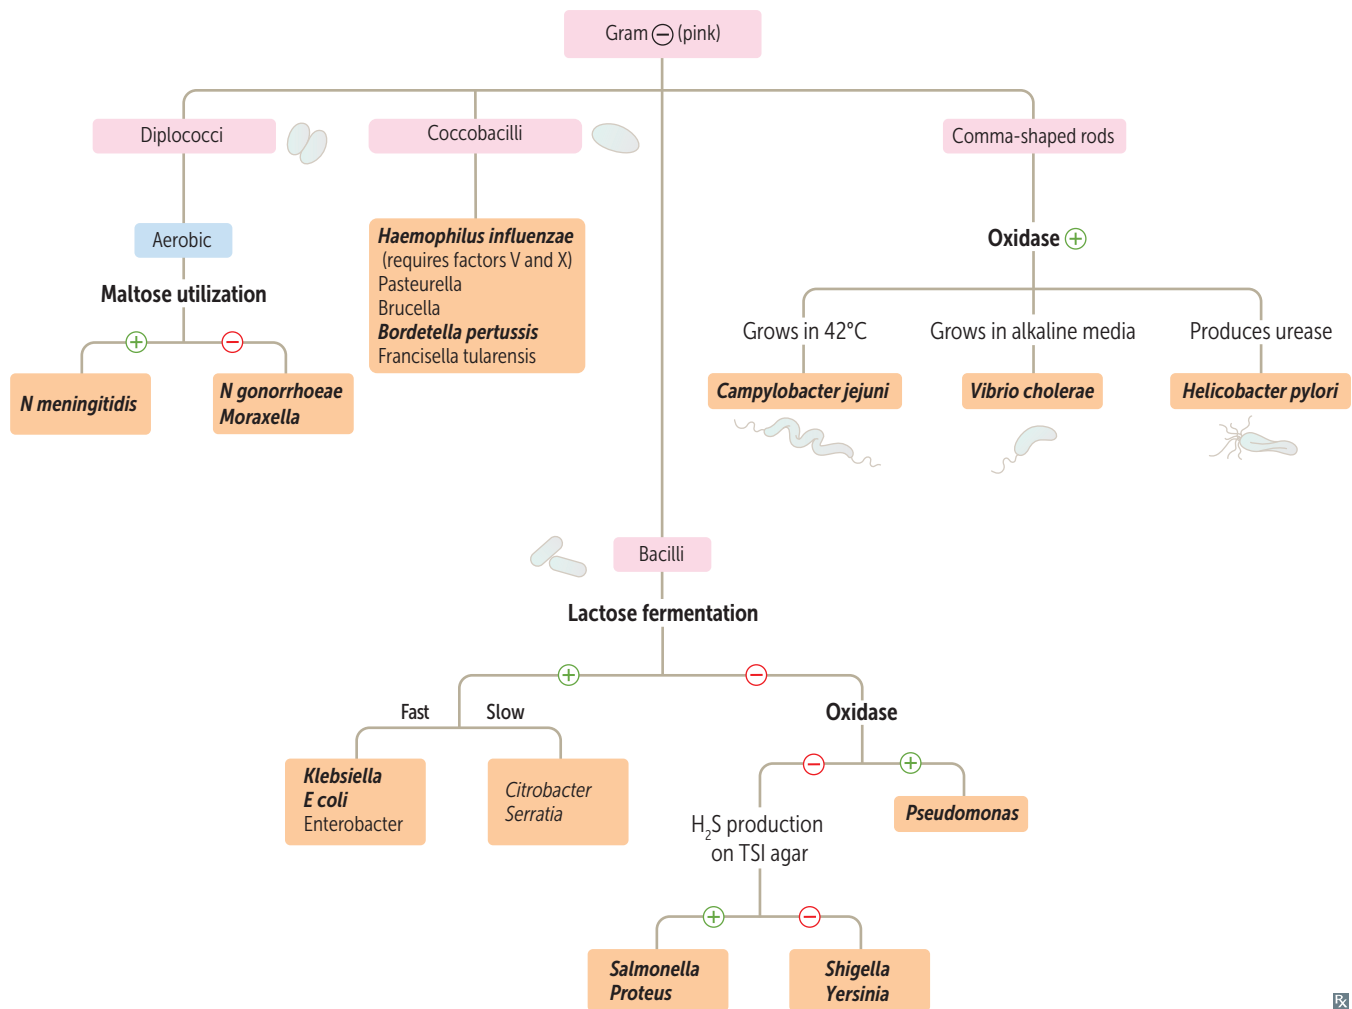 Gram ⊖ (pink)
Diplococci
Coccobacilli
Comma-shaped rods
Aerobic
Maltose utilization
+
−
N meningitidis
N gonorrhoeae
Moraxella
Haemophilus influenzae
(requires factors V and X)
Pasteurella
Brucella
Bordetella pertussis
Francisella tularensis
Oxidase ⊕
Grows in 42°C
Grows in alkaline media
Produces urease
Campylobacter jejuni
Vibrio cholerae
Helicobacter pylori
Bacilli
Lactose fermentation
+
−
Fast
Slow
Klebsiella
E coli
Enterobacter
Citrobacter
Serratia
Oxidase
−
+
Pseudomonas
H₂S production
on TSI agar
+
−
Salmonella
Proteus
Shigella
Yersinia
℞